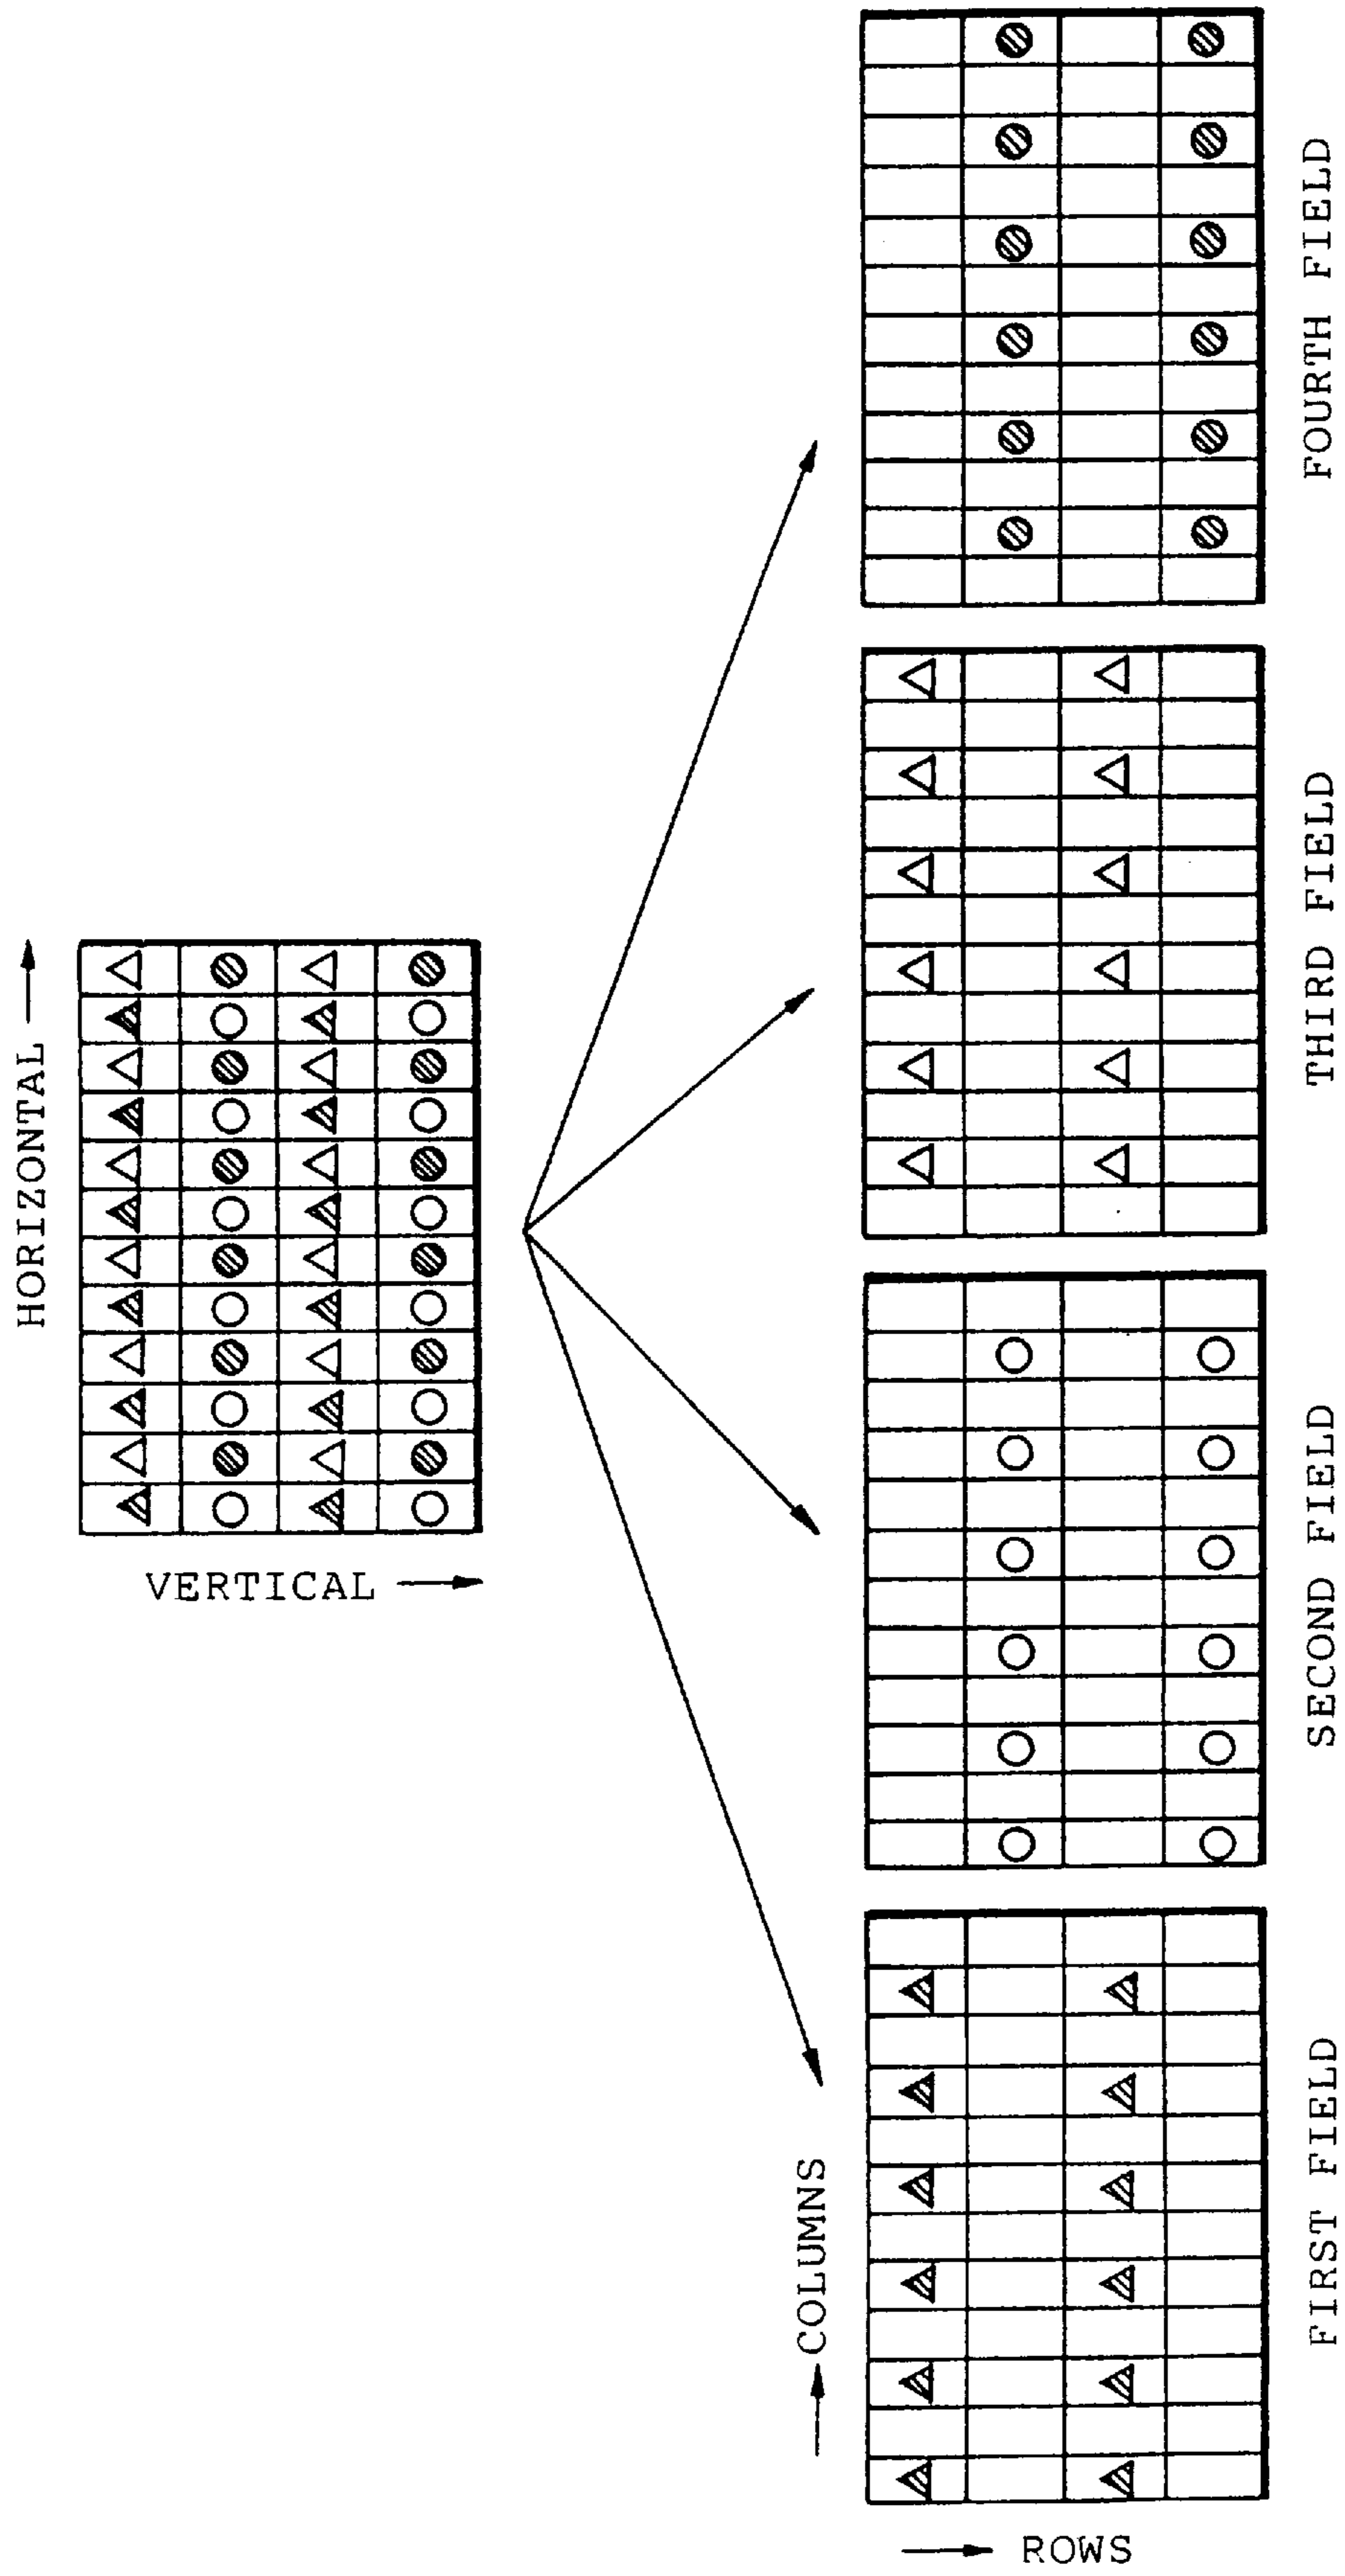 HORIZONTAL
VERTICAL
COLUMNS
ROWS
FIRST FIELD
SECOND FIELD
THIRD FIELD
FOURTH FIELD